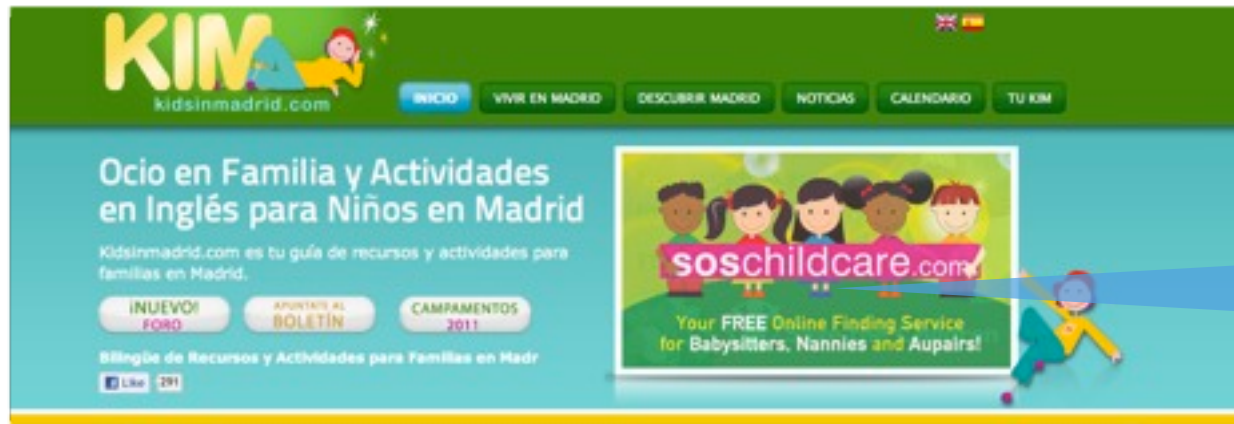 KIM
kidsinmadrid.com
INICIO
VIVIR EN MADRID
DESCUBRIR MADRID
NOTICIAS
CALENDARIO
TU KIM
Ocio en Familia y Actividades
en Inglés para Niños en Madrid
Kidsinmadrid.com es tu guía de recursos y actividades para
familias en Madrid.
¡NUEVO!
FORO
APUNTATE AL
BOLETÍN
CAMPAMENTOS
2011
Bilingüe de Recursos y Actividades para Familias en Madr
Like 291
soschildcare.com
Your FREE Online Finding Service
for Babysitters, Nannies and Aupairs!